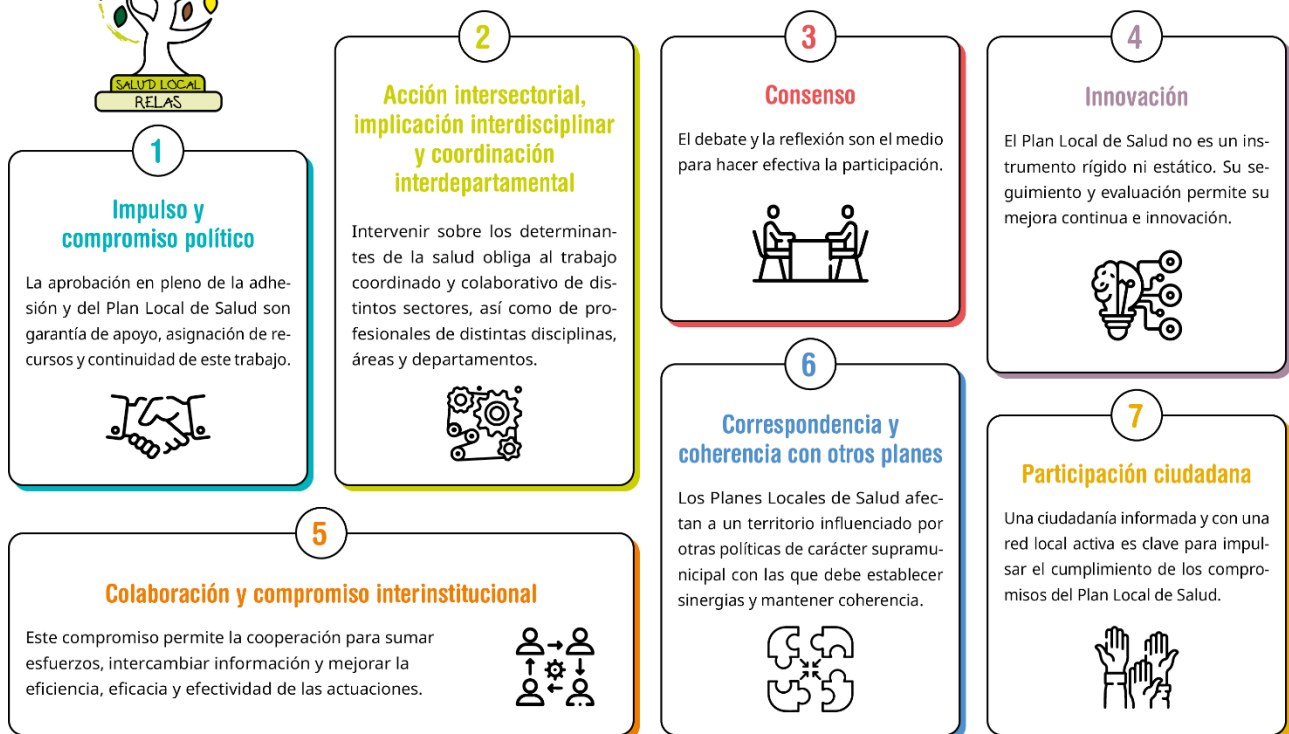 SALUD LOCAL
RELAS
1
Impulso y
compromiso político
La aprobación en pleno de la adhe-
sión y del Plan Local de Salud son
garantía de apoyo, asignación de re-
cursos y continuidad de este trabajo.
2
Acción intersectorial,
implicación interdisciplinar
y coordinación
interdepartamental
Intervenir sobre los determinan-
tes de la salud obliga al trabajo
coordinado y colaborativo de dis-
tintos sectores, así como de pro-
fesionales de distintas disciplinas,
áreas y departamentos.
3
Consenso
El debate y la reflexión son el medio
para hacer efectiva la participación.
4
Innovación
El Plan Local de Salud no es un ins-
trumento rígido ni estático. Su se-
guimiento y evaluación permite su
mejora continua e innovación.
5
Colaboración y compromiso interinstitucional
Este compromiso permite la cooperación para sumar
esfuerzos, intercambiar información y mejorar la
eficiencia, eficacia y efectividad de las actuaciones.
6
Correspondencia y
coherencia con otros planes
Los Planes Locales de Salud afec-
tan a un territorio influenciado por
otras políticas de carácter supramu-
nicipal con las que debe establecer
sinergias y mantener coherencia.
7
Participación ciudadana
Una ciudadanía informada y con una
red local activa es clave para impul-
sar el cumplimiento de los compro-
misos del Plan Local de Salud.